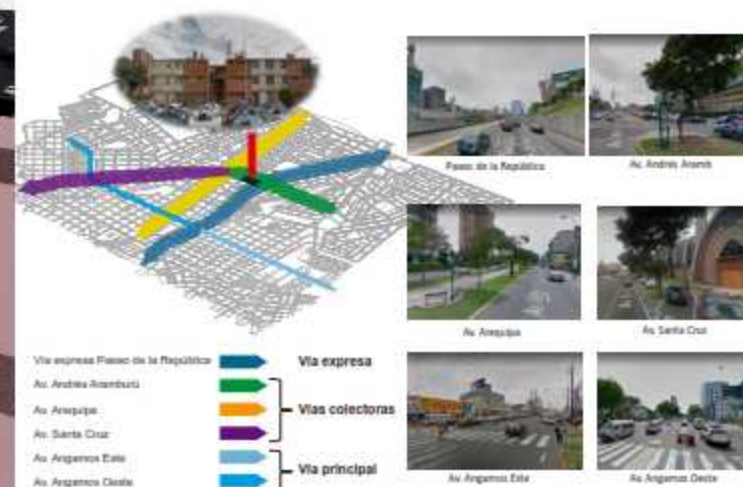 Paseo de la República
Av. Andrés Aramb
Av. Arequipa
Av. Santa Cruz
Vía expresa Paseo de la República
Vía expresa
Av. Andrés Aramburú
Av. Arequipa
Vías colectoras
Av. Santa Cruz
Av. Angamos Este
Vía principal
Av. Angamos Oeste
Av. Angamos Este
Av. Angamos Oeste